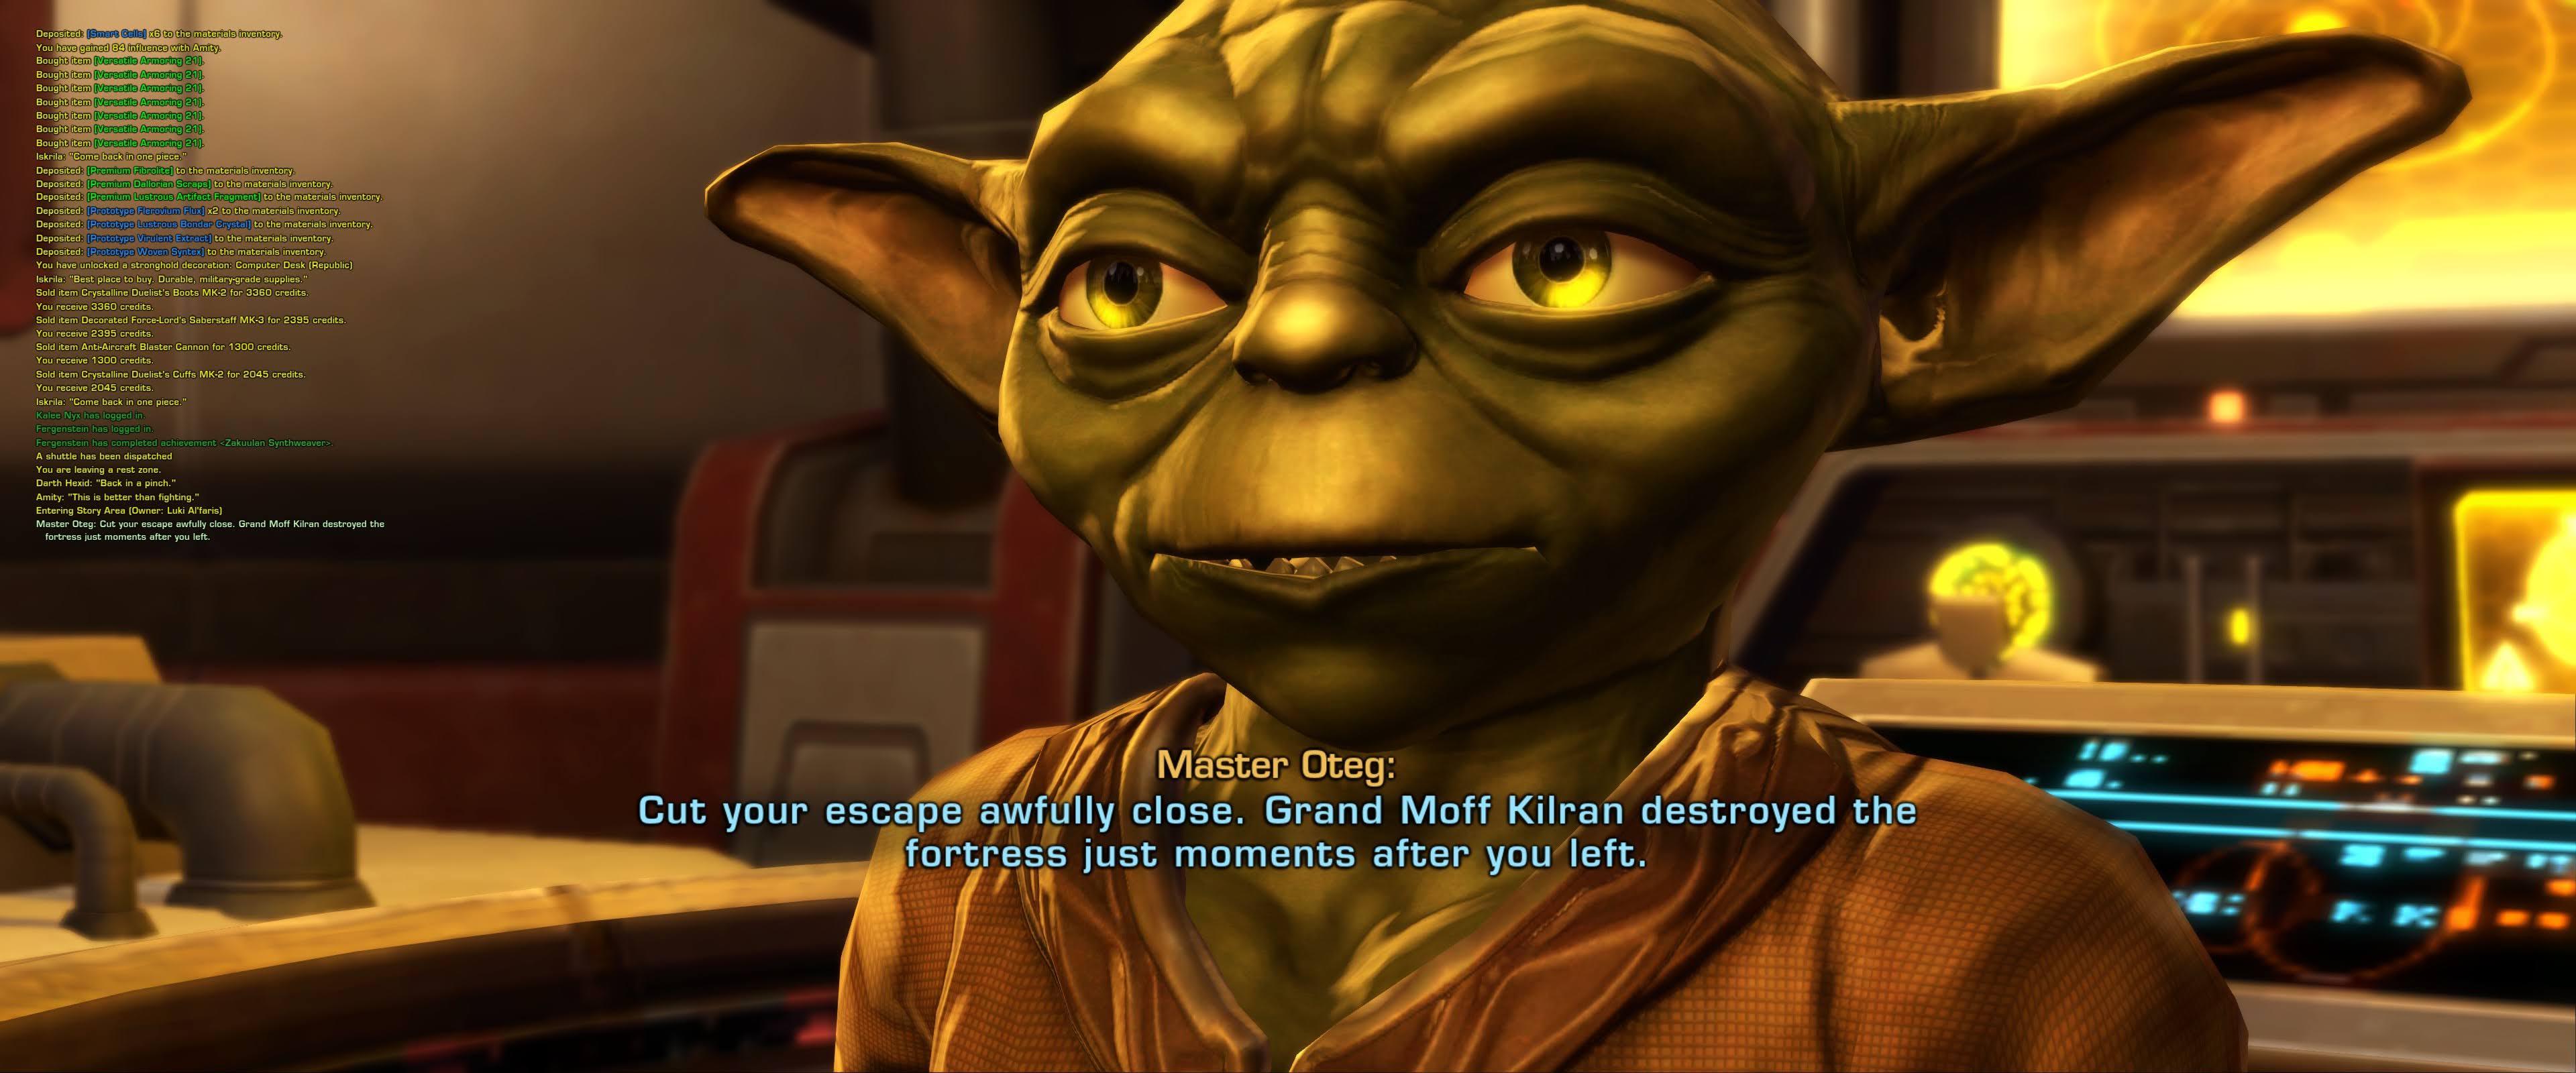 Deposited: [Smart Cells] x6 to the materials inventory.
You have gained 84 influence with Amity.
Bought item [Versatile Armoring 21].
Bought item [Versatile Armoring 21].
Bought item [Versatile Armoring 21].
Bought item [Versatile Armoring 21].
Bought item [Versatile Armoring 21].
Bought item [Versatile Armoring 21].
Bought item [Versatile Armoring 21].
Iskrila: "Come back in one piece."
Deposited: [Premium Fibrolite] to the materials inventory.
Deposited: [Premium Dallorian Scraps] to the materials inventory.
Deposited: [Premium Lustrous Artifact Fragment] to the materials inventory.
Deposited: [Prototype Flerovium Flux] x2 to the materials inventory.
Deposited: [Prototype Lustrous Bondar Crystal] to the materials inventory.
Deposited: [Prototype Virulent Extract] to the materials inventory.
Deposited: [Prototype Woven Syntex] to the materials inventory.
You have unlocked a stronghold decoration: Computer Desk (Republic)
Iskrila: "Best place to buy. Durable, military-grade supplies."
Sold item Crystalline Duelist's Boots MK-2 for 3360 credits.
You receive 3360 credits.
Sold item Decorated Force-Lord's Saberstaff MK-3 for 2395 credits.
You receive 2395 credits.
Sold item Anti-Aircraft Blaster Cannon for 1300 credits.
You receive 1300 credits.
Sold item Crystalline Duelist's Cuffs MK-2 for 2045 credits.
You receive 2045 credits.
Iskrila: "Come back in one piece."
Kalee Nyx has logged in.
Fergenstein has logged in.
Fergenstein has completed achievement <Zakuulan Synthweaver>
A shuttle has been dispatched
You are leaving a rest zone.
Darth Hexid: "Back in a pinch."
Amity: "This is better than fighting."
Entering Story Area (Owner: Luki Al'faris)
Master Oteg: Cut your escape awfully close. Grand Moff Kilran destroyed the
fortress just moments after you left.
Master Oteg:
Cut your escape awfully close. Grand Moff Kilran destroyed the
fortress just moments after you left.